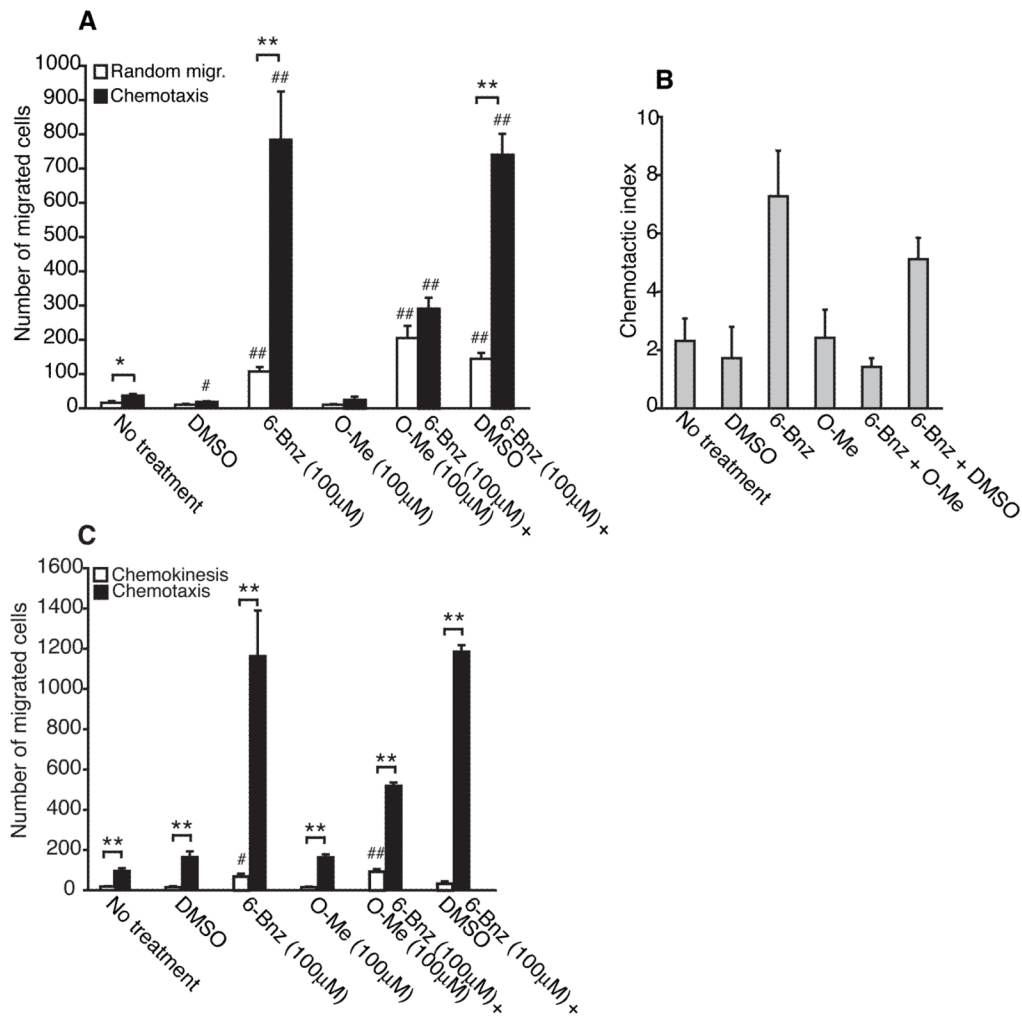 A
Number of migrated cells
1000
900
800
700
600
500
400
300
200
100
0
Random migr.
Chemotaxis
*
#
##
**
##
##
##
##
**
##
No treatment
DMSO
6-Bnz (100µM)
O-Me (100µM)
6-Bnz (100µM)+
O-Me (100µM)
6-Bnz (100µM)+
DMSO
B
Chemotactic index
10
8
6
4
2
0
No treatment
DMSO
6-Bnz
O-Me
6-Bnz + O-Me
6-Bnz + DMSO
C
Number of migrated cells
1600
1400
1200
1000
800
600
400
200
0
Chemokinesis
Chemotaxis
**
**
#
**
**
##
**
**
No treatment
DMSO
6-Bnz (100µM)
O-Me (100µM)
6-Bnz (100µM)+
O-Me (100µM)
6-Bnz (100µM)+
DMSO